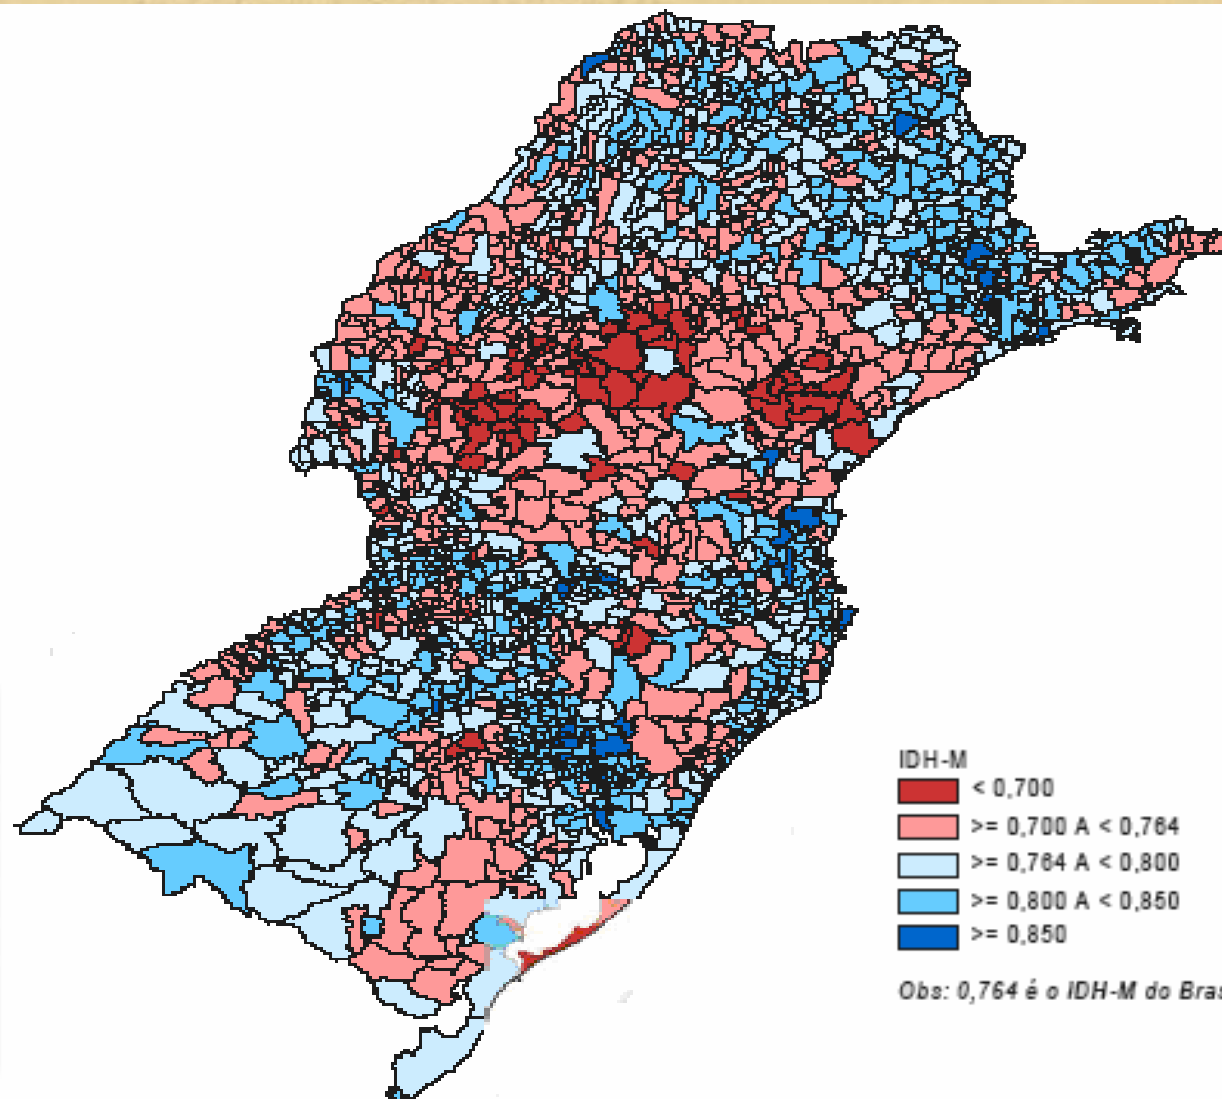 IDH-M
< 0,700
>= 0,700 A < 0,764
>= 0,764 A < 0,800
>= 0,800 A < 0,850
>= 0,850
Obs: 0,764 é o IDH-M do Bras